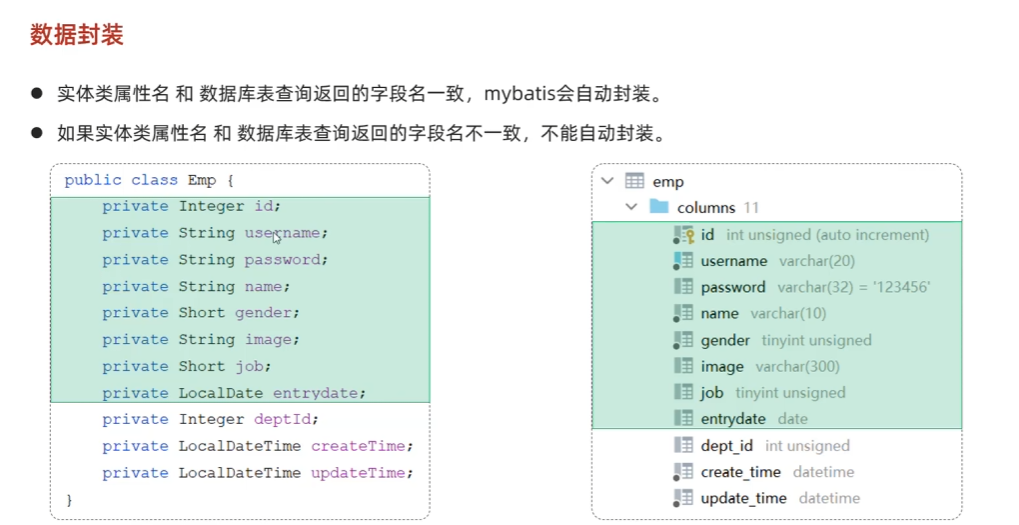 数据封装
● 实体类属性名 和 数据库表查询返回的字段名一致，mybatis会自动封装。
● 如果实体类属性名 和 数据库表查询返回的字段名不一致，不能自动封装。
public class Emp {
private Integer id;
private String username;
private String password;
private String name;
private Short gender;
private String image;
private Short job;
private LocalDate entrydate;
private Integer deptId;
private LocalDateTime createTime;
private LocalDateTime updateTime;
}
emp
columns 11
id int unsigned (auto increment)
username varchar(20)
password varchar(32) = '123456'
name varchar(10)
gender tinyint unsigned
image varchar(300)
job tinyint unsigned
entrydate date
dept_id int unsigned
create_time datetime
update_time datetime